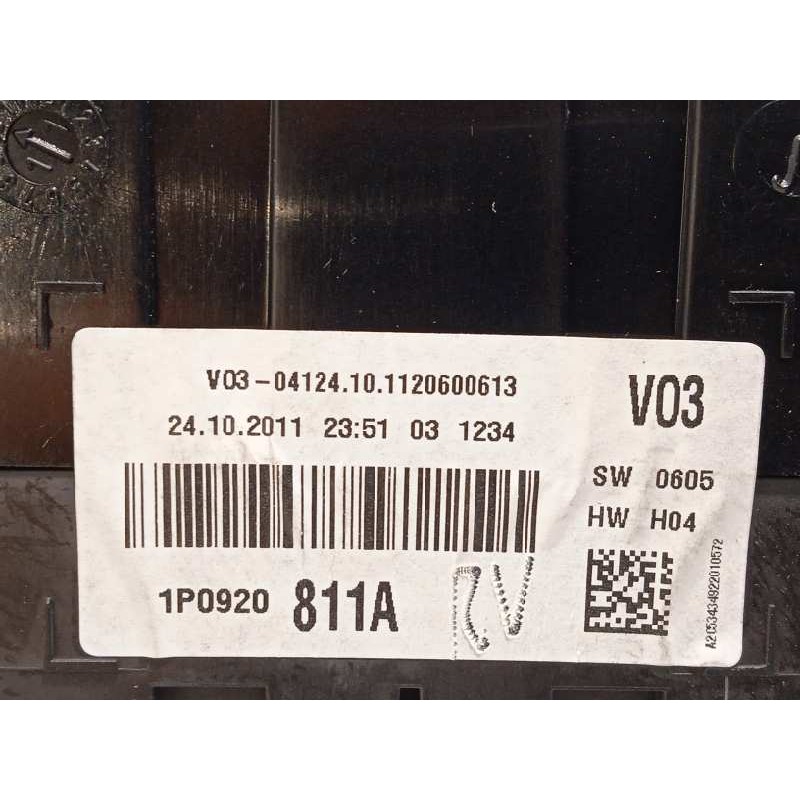 V03-04124.10.1120600613
24.10.2011 23:51 03 1234
1P0920 811A
V03
SW 0605
HW H04
A2C53434922010572